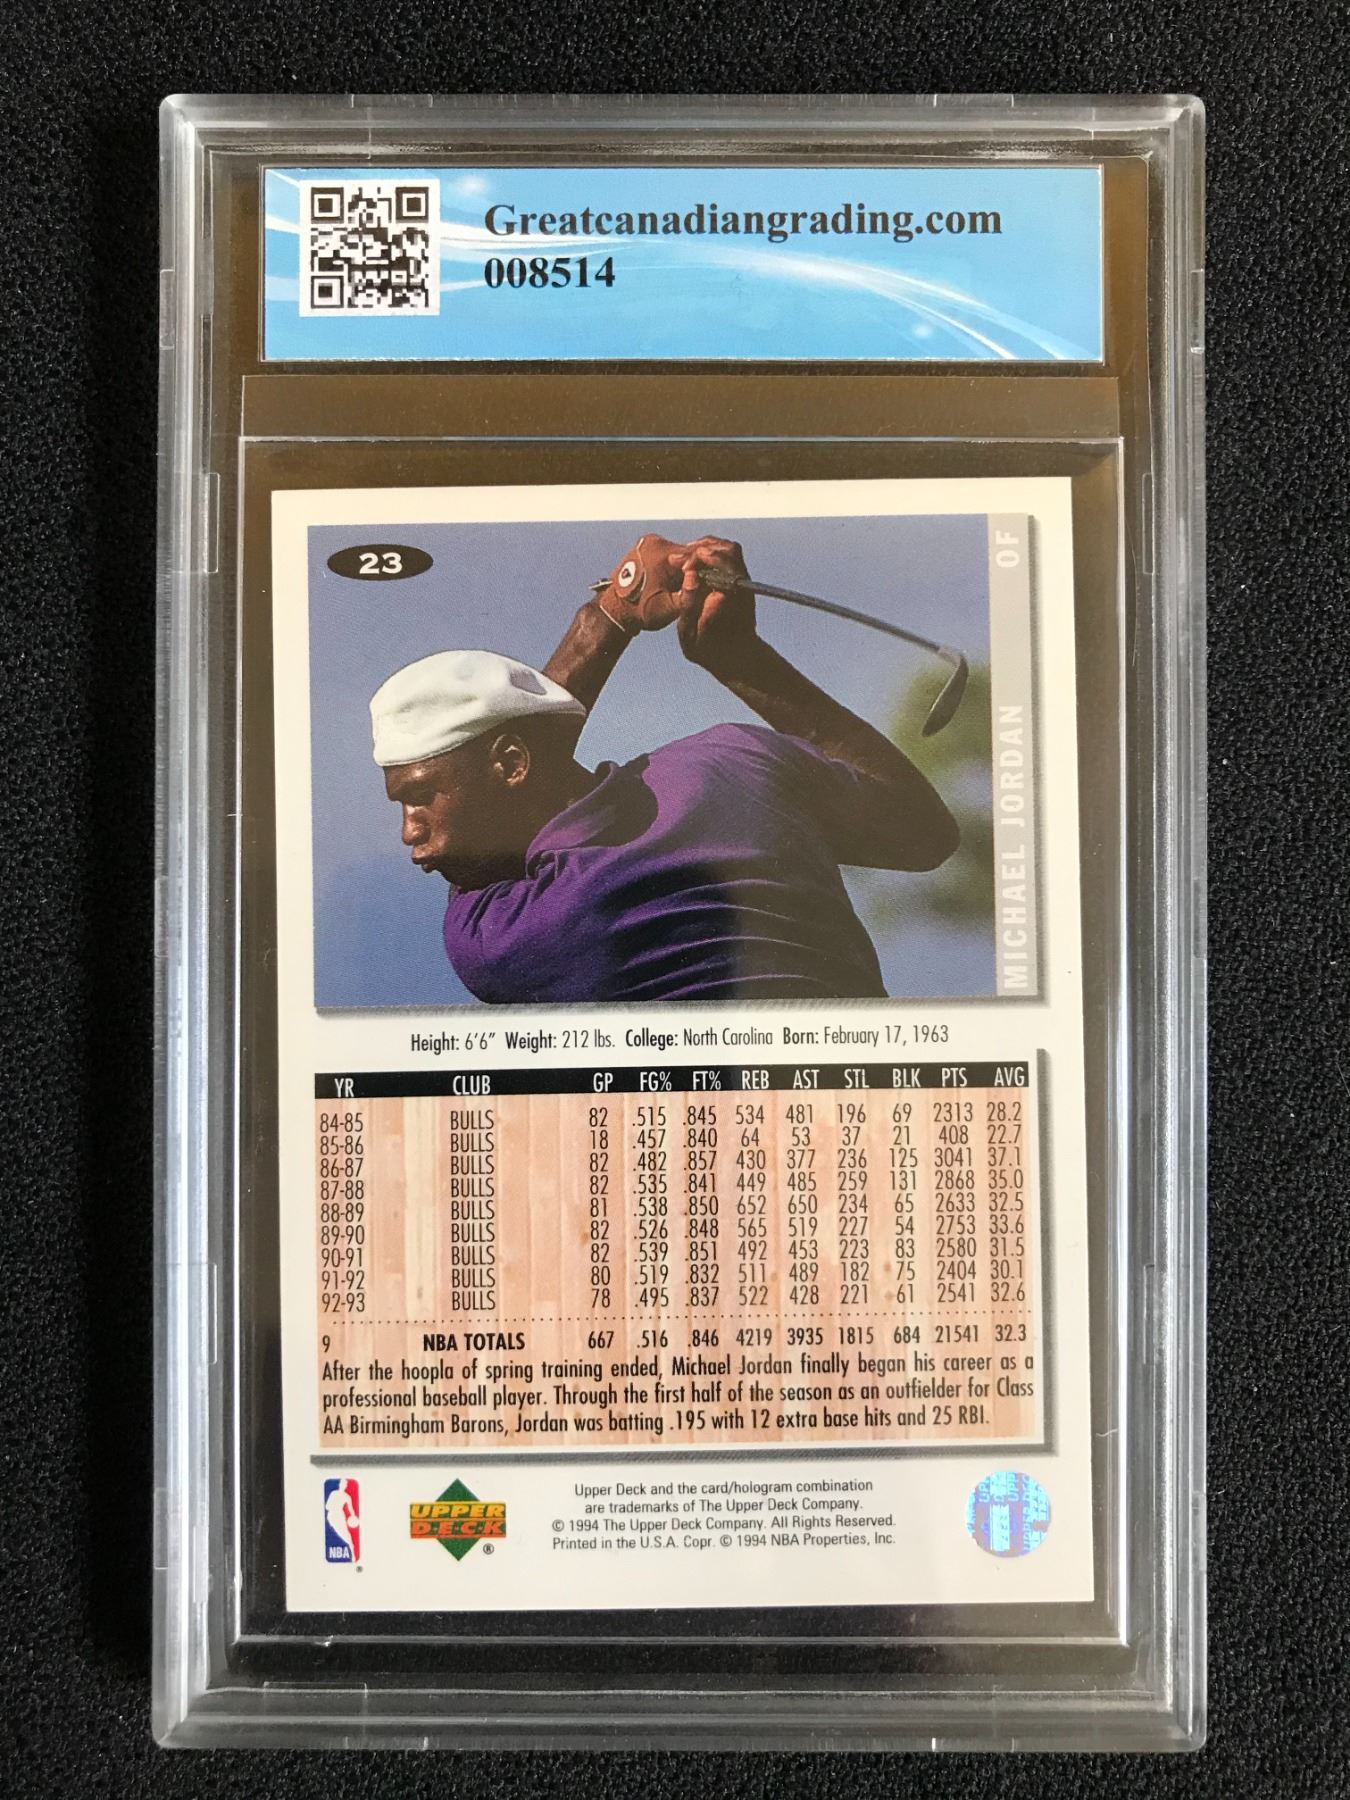 Greatcanadiangrading.com
008514
23
OF
MICHAEL JORDAN
Height: 6'6" Weight: 212 lbs. College: North Carolina Born: February 17, 1963
YR CLUB GP FG% FT% REB AST STL BLK PTS AVG
84-85 BULLS 82 .515 .845 534 481 196 69 2313 28.2
85-86 BULLS 18 .457 .840 64 53 37 21 408 22.7
86-87 BULLS 82 .482 .857 430 377 236 125 3041 37.1
87-88 BULLS 82 .535 .841 449 485 259 131 2868 35.0
88-89 BULLS 81 .538 .850 652 650 234 65 2633 32.5
89-90 BULLS 82 .526 .848 565 519 227 54 2753 33.6
90-91 BULLS 82 .539 .851 492 453 223 83 2580 31.5
91-92 BULLS 80 .519 .832 511 489 182 75 2404 30.1
92-93 BULLS 78 .495 .837 522 428 221 61 2541 32.6
9 NBA TOTALS 667 .516 .846 4219 3935 1815 684 21541 32.3
After the hoopla of spring training ended, Michael Jordan finally began his career as a
professional baseball player. Through the first half of the season as an outfielder for Class
AA Birmingham Barons, Jordan was batting .195 with 12 extra base hits and 25 RBI.
NBA
®
UPPER
D·E·C·K
®
Upper Deck and the card/hologram combination
are trademarks of The Upper Deck Company.
© 1994 The Upper Deck Company. All Rights Reserved.
Printed in the U.S.A. Copr. © 1994 NBA Properties, Inc.